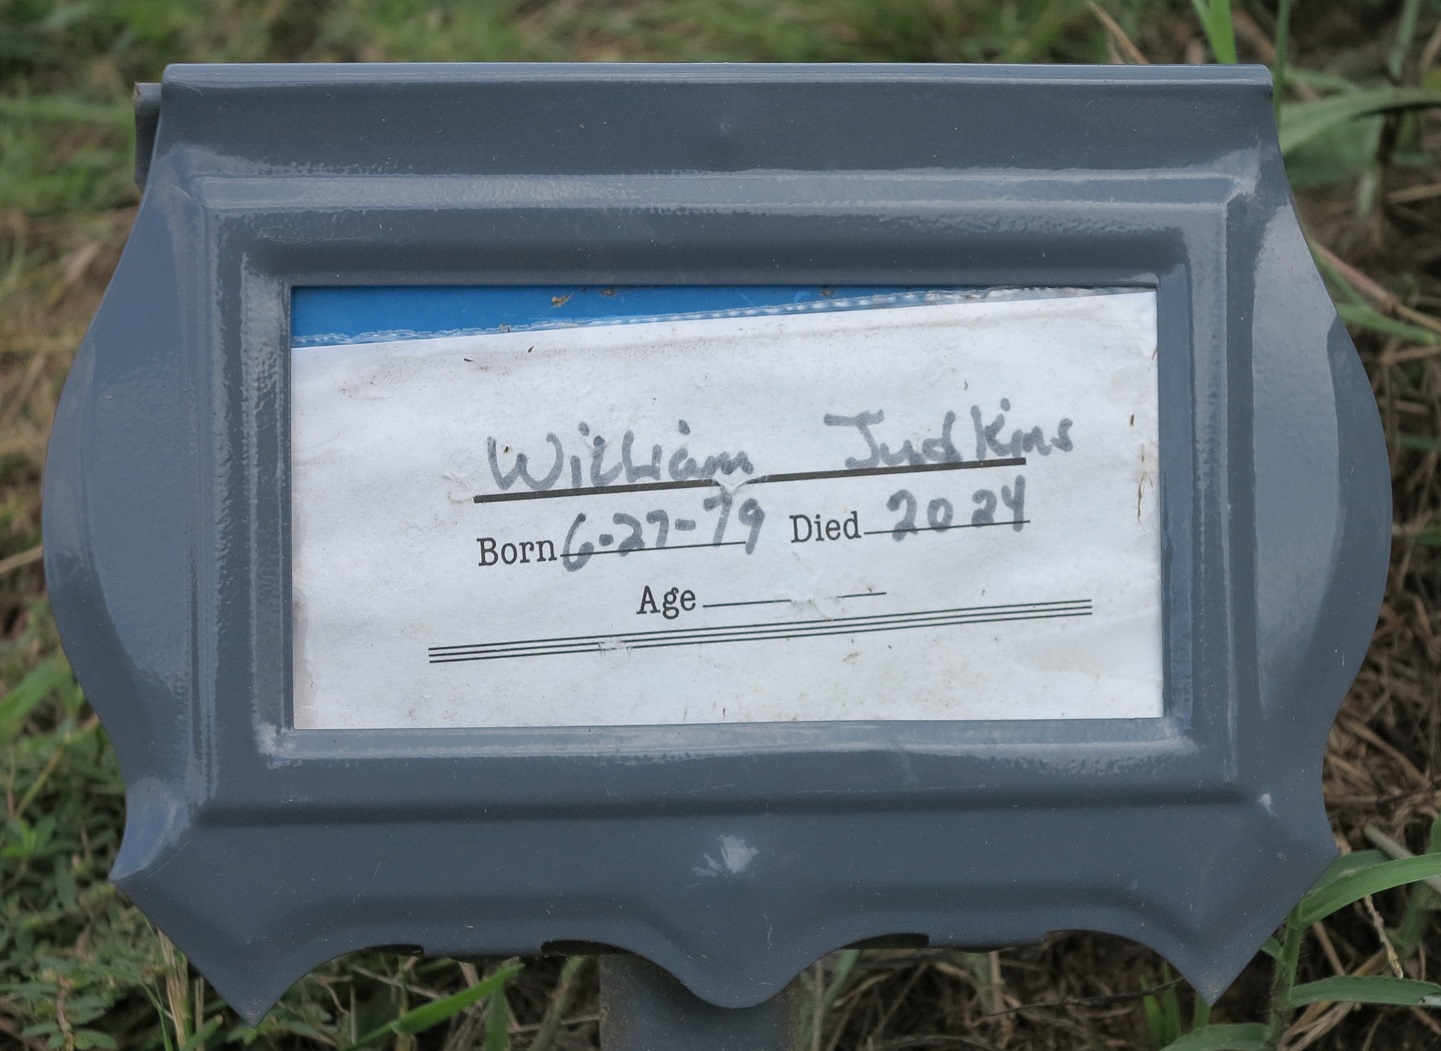 William Judkins
Born 6-27-79 Died 2024
Age